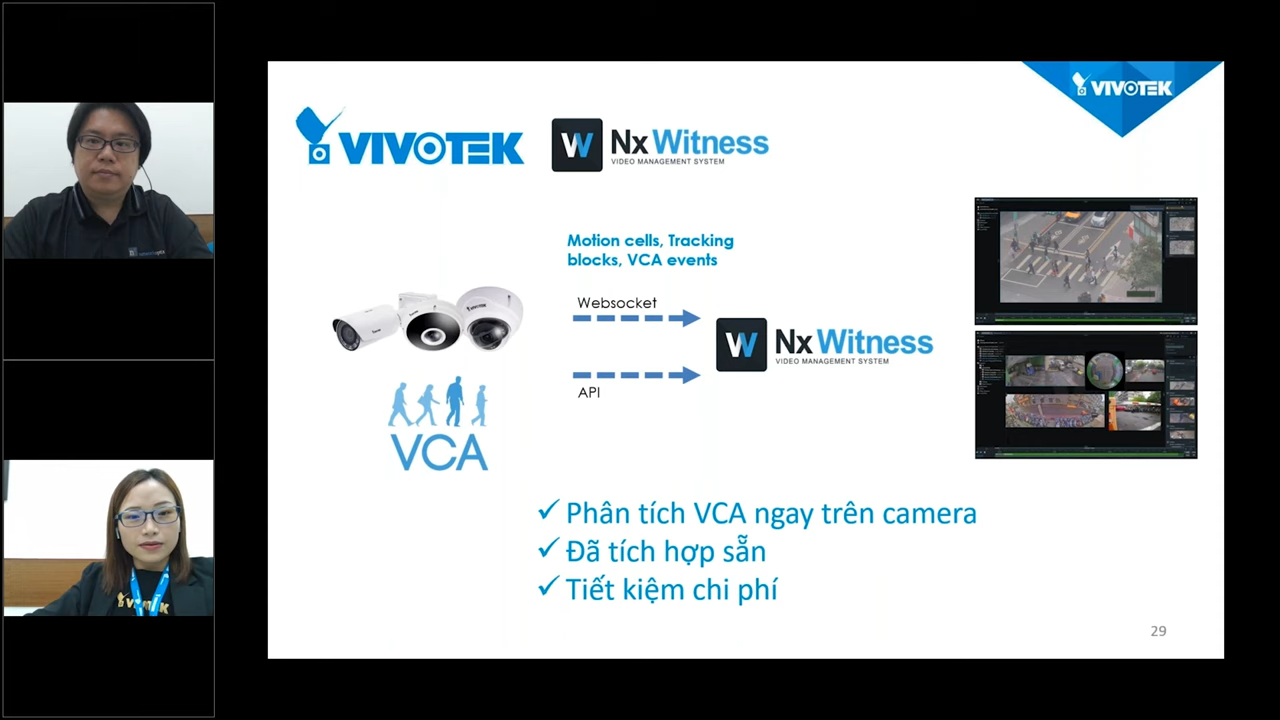 VIVOTEK
VIVOTEK
Nx Witness
VIDEO MANAGEMENT SYSTEM
Motion cells, Tracking
blocks, VCA events
Websocket
VIVOTEK
Nx Witness
VIDEO MANAGEMENT SYSTEM
API
VCA
✓ Phân tích VCA ngay trên camera
✓ Đã tích hợp sẵn
✓ Tiết kiệm chi phí
29